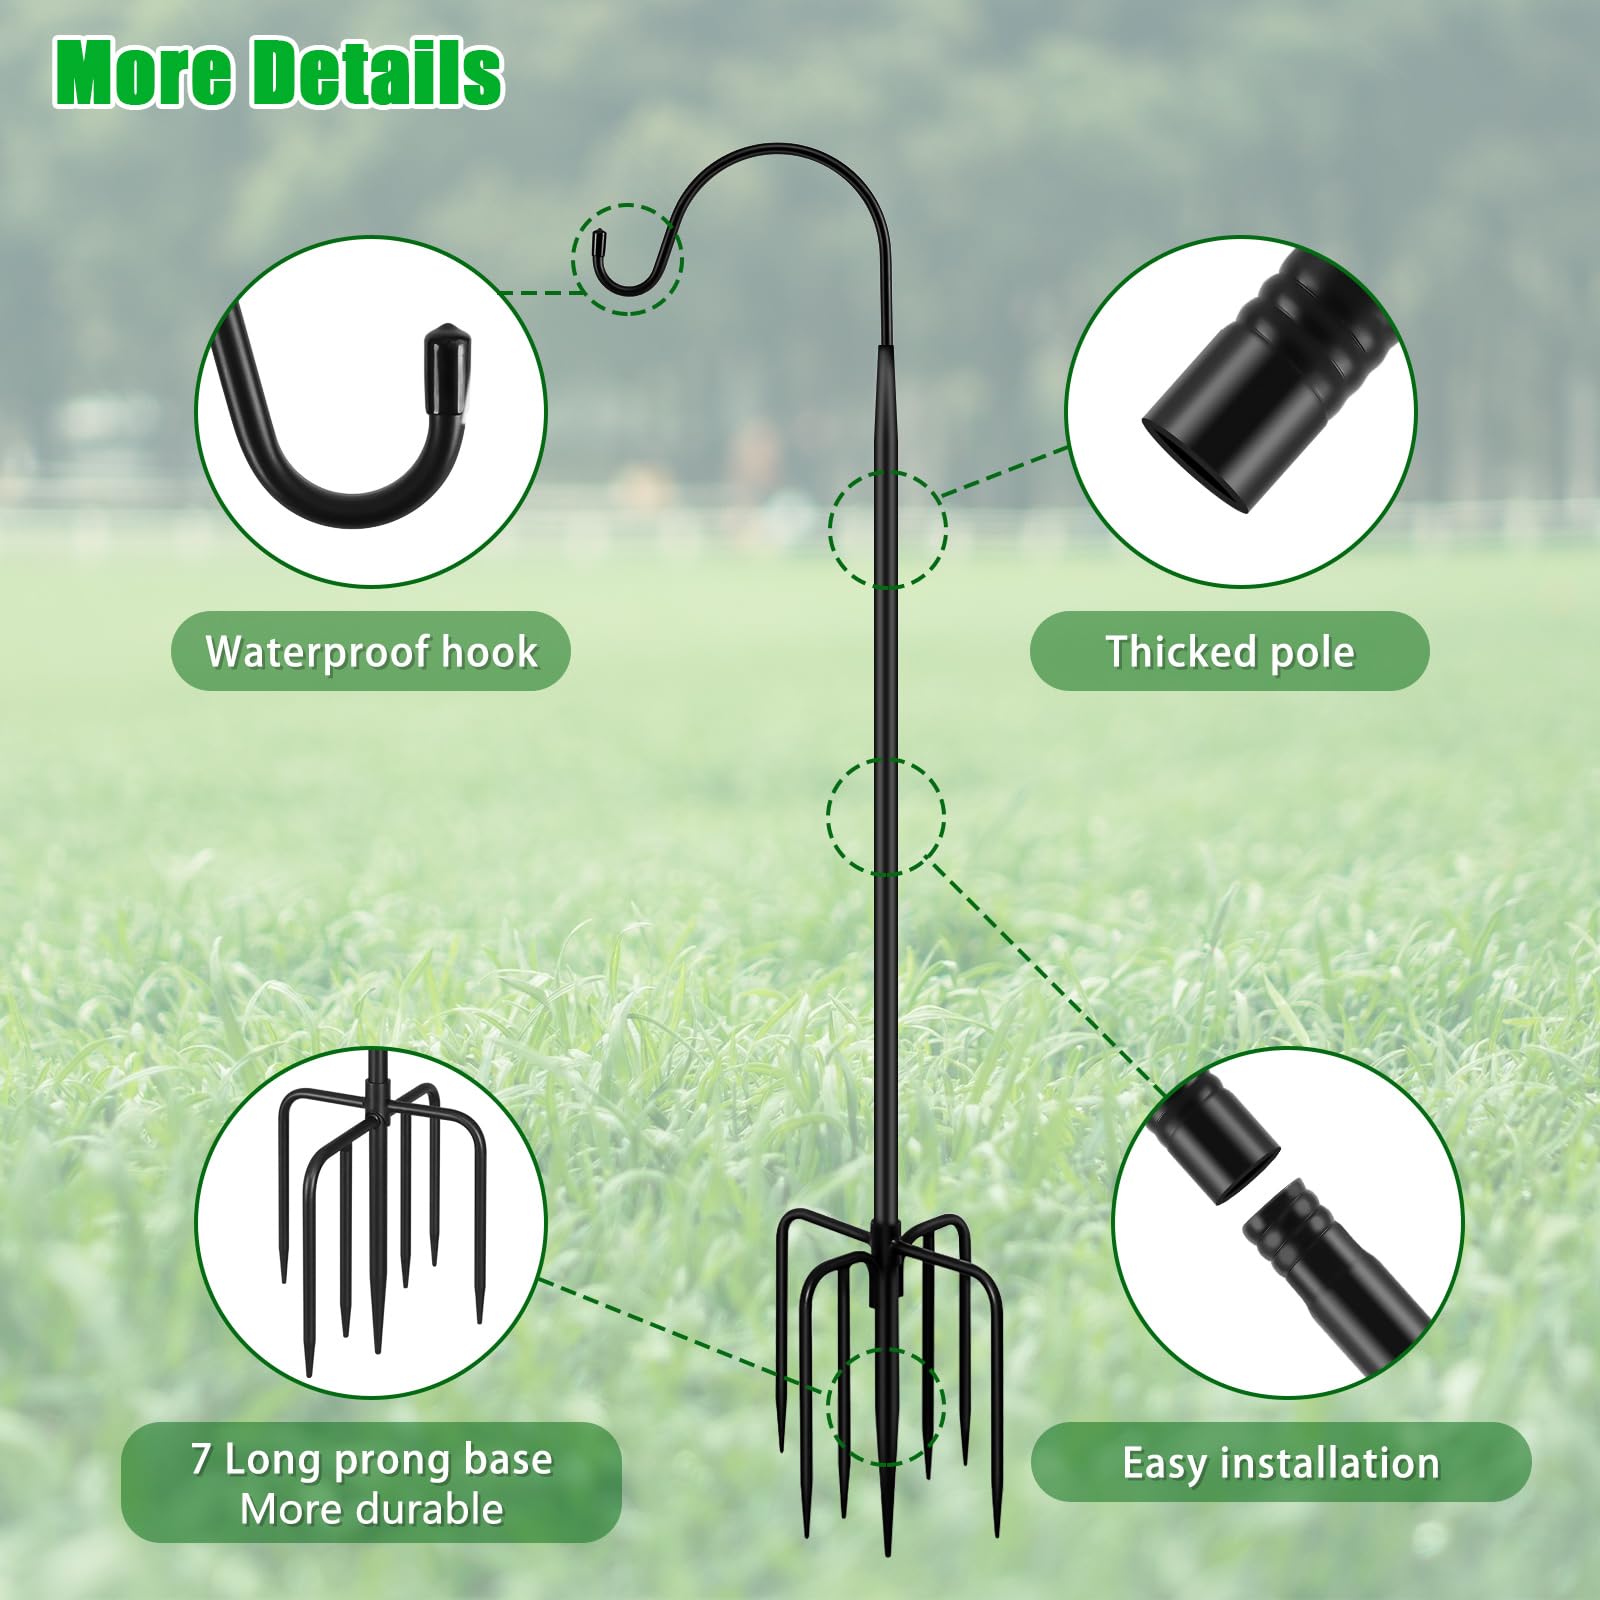 More Details
Waterproof hook
Thicked pole
7 Long prong base
More durable
Easy installation